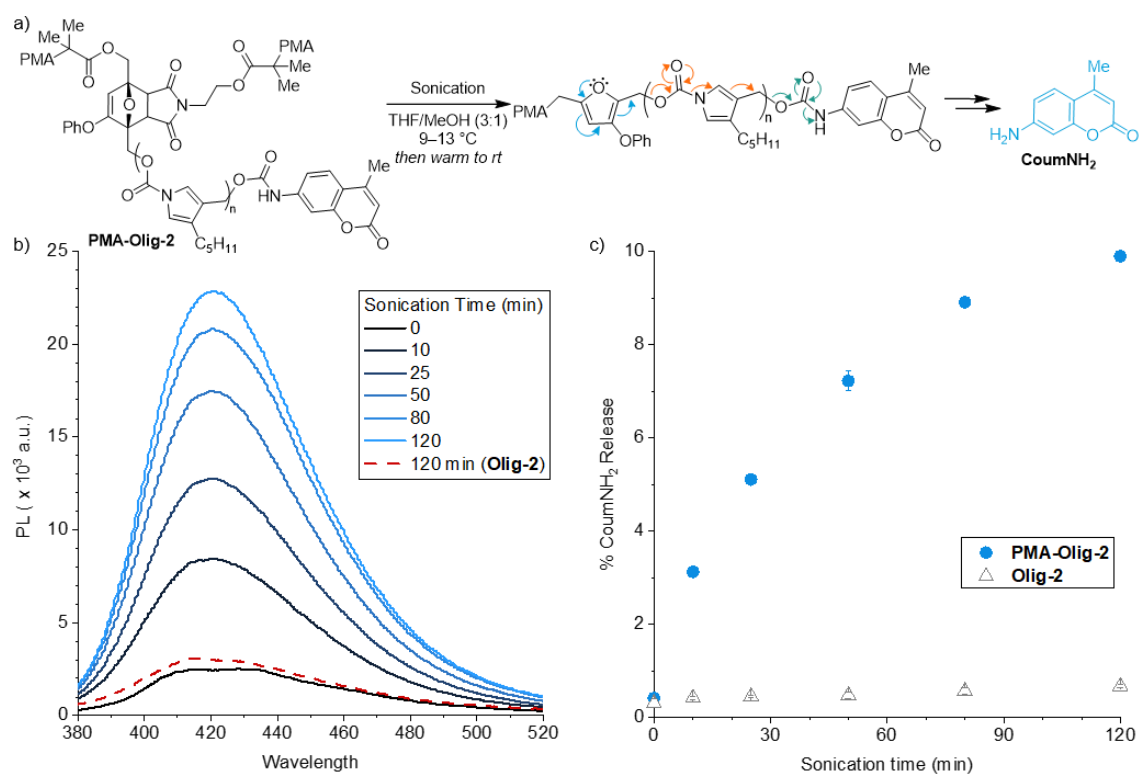 a)
PMA
Me
Me
O
O
O
N
O
O
O
O
PMA
Me
Me
PhO
O
O
N
C5H11
n
O
O
NH
Me
O
O
PMA-Olig-2
Sonication
THF/MeOH (3:1)
9–13 °C
then warm to rt
PMA
O
OPh
O
O
N
C5H11
n
O
O
N
H
Me
O
O
Me
H2N
O
O
CoumNH2
b)
25
20
15
10
5
0
PL ( x 10³ a.u.)
380
400
420
440
460
480
500
520
Wavelength
Sonication Time (min)
0
10
25
50
80
120
120 min (Olig-2)
c)
10
8
6
4
2
0
% CoumNH2 Release
0
30
60
90
120
Sonication time (min)
PMA-Olig-2
Olig-2